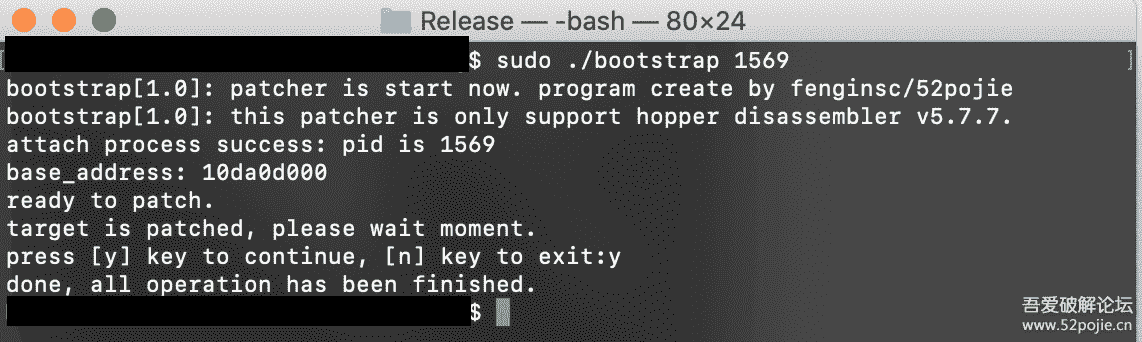 Release — -bash — 80×24
$ sudo ./bootstrap 1569
bootstrap[1.0]: patcher is start now. program create by fenginsc/52pojie
bootstrap[1.0]: this patcher is only support hopper disassembler v5.7.7.
attach process success: pid is 1569
base_address: 10da0d000
ready to patch.
target is patched, please wait moment.
press [y] key to continue, [n] key to exit:y
done, all operation has been finished.
$
吾爱破解论坛
www.52pojie.cn